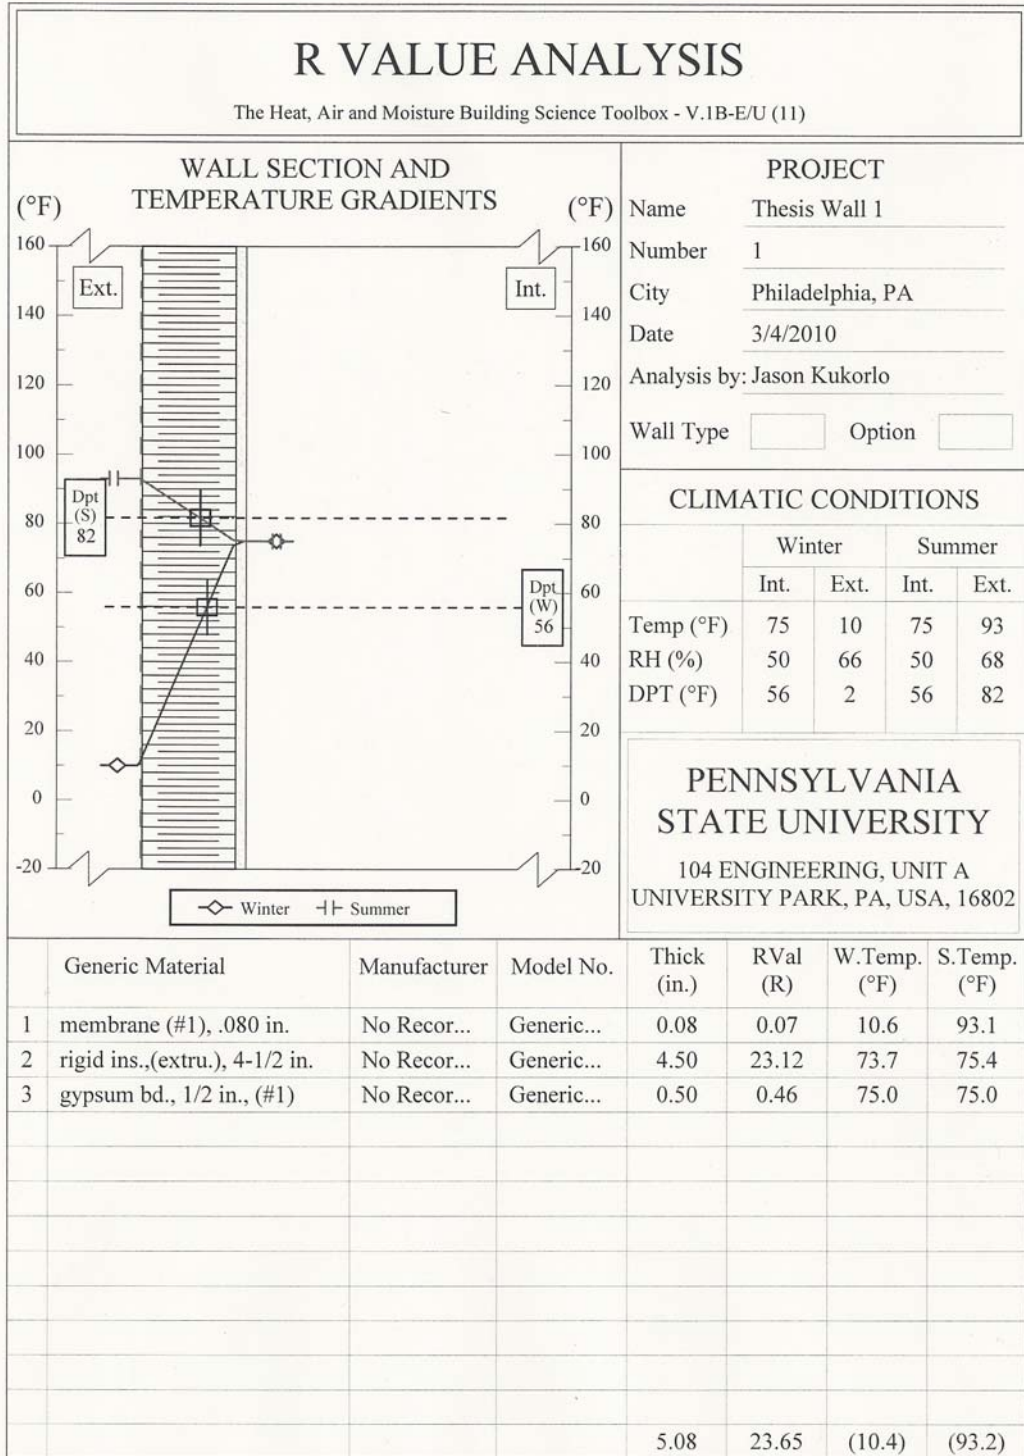 R VALUE ANALYSIS
The Heat, Air and Moisture Building Science Toolbox - V.1B-E/U (11)
WALL SECTION AND
TEMPERATURE GRADIENTS
(°F)
(°F)
160
140
120
100
80
60
40
20
0
-20
Ext.
Int.
160
140
120
100
80
60
40
20
0
-20
Dpt
(S)
82
Dpt
(W)
56
Winter Summer
PROJECT
Name Thesis Wall 1
Number 1
City Philadelphia, PA
Date 3/4/2010
Analysis by: Jason Kukorlo
Wall Type Option
CLIMATIC CONDITIONS
Winter Summer
Int. Ext. Int. Ext.
Temp (°F) 75 10 75 93
RH (%) 50 66 50 68
DPT (°F) 56 2 56 82
PENNSYLVANIA
STATE UNIVERSITY
104 ENGINEERING, UNIT A
UNIVERSITY PARK, PA, USA, 16802
Generic Material Manufacturer Model No. Thick (in.) RVal (R) W.Temp. (°F) S.Temp. (°F)
1 membrane (#1), .080 in. No Recor... Generic... 0.08 0.07 10.6 93.1
2 rigid ins.,(extru.), 4-1/2 in. No Recor... Generic... 4.50 23.12 73.7 75.4
3 gypsum bd., 1/2 in., (#1) No Recor... Generic... 0.50 0.46 75.0 75.0
5.08 23.65 (10.4) (93.2)